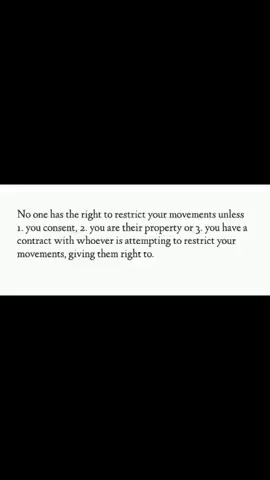 No one has the right to restrict your movements unless
1. you consent, 2. you are their property or 3. you have a
contract with whoever is attempting to restrict your
movements, giving them right to.